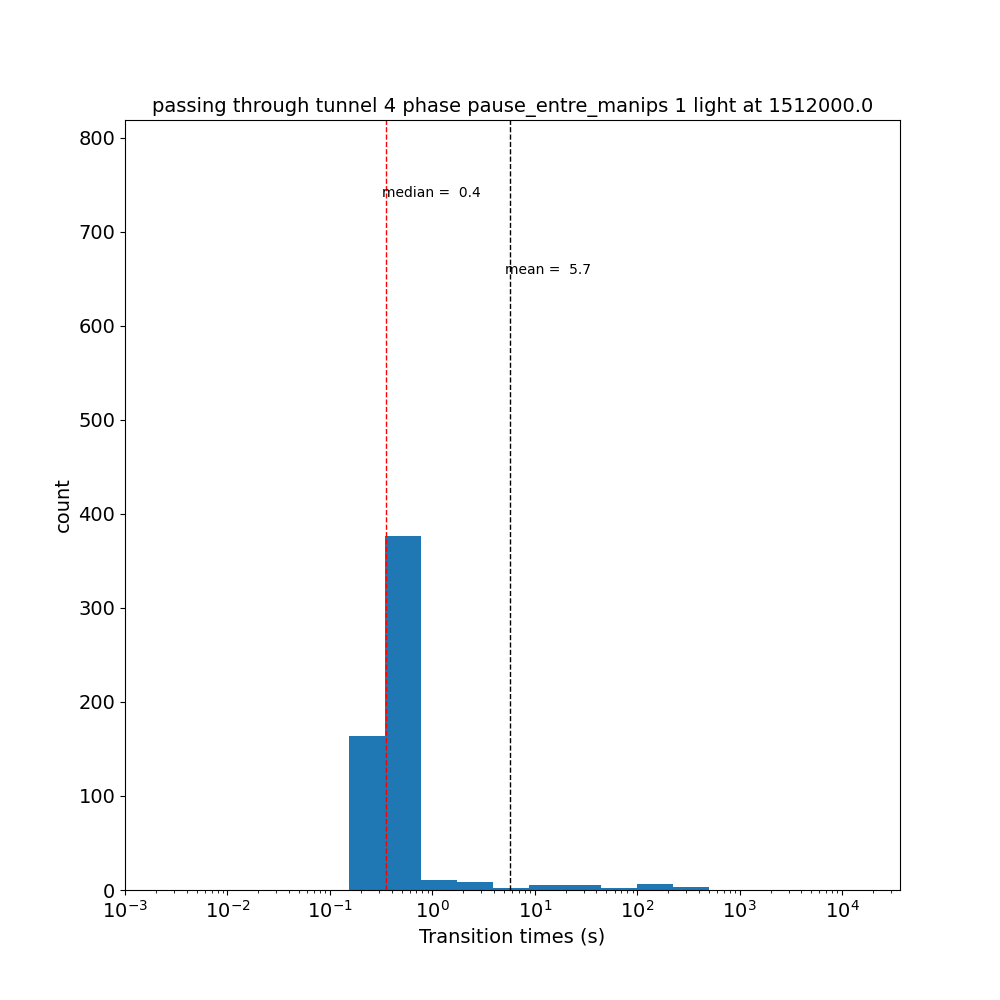 passing through tunnel 4 phase pause_entre_manips 1 light at 1512000.0
800
median =  0.4
700
mean =  5.7
600
500
count
400
300
200
100
0
10⁻³ 10⁻² 10⁻¹ 10⁰ 10¹ 10² 10³ 10⁴
Transition times (s)